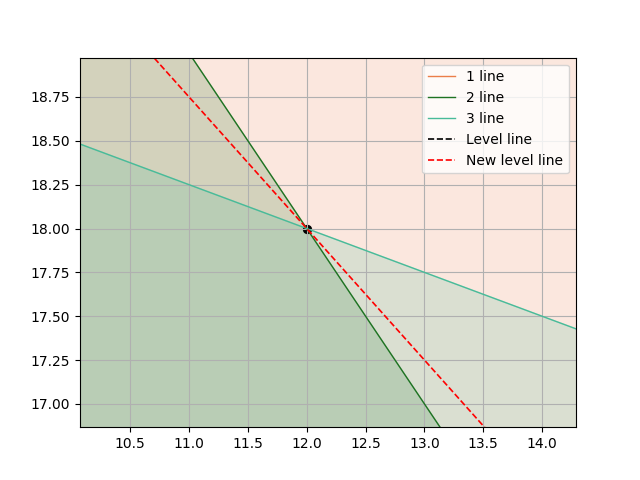 1 line
2 line
3 line
Level line
New level line
18.75
18.50
18.25
18.00
17.75
17.50
17.25
17.00
10.5 11.0 11.5 12.0 12.5 13.0 13.5 14.0